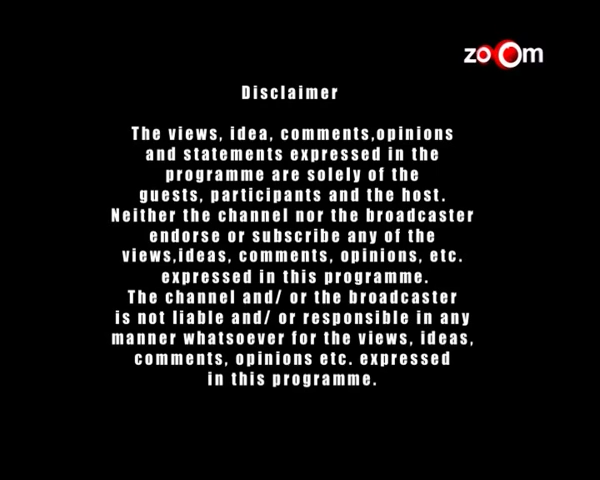 zoom
Disclaimer
The views, idea, comments,opinions
and statements expressed in the
programme are solely of the
guests, participants and the host.
Neither the channel nor the broadcaster
endorse or subscribe any of the
views,ideas, comments, opinions, etc.
expressed in this programme.
The channel and/ or the broadcaster
is not liable and/ or responsible in any
manner whatsoever for the views, ideas,
comments, opinions etc. expressed
in this programme.